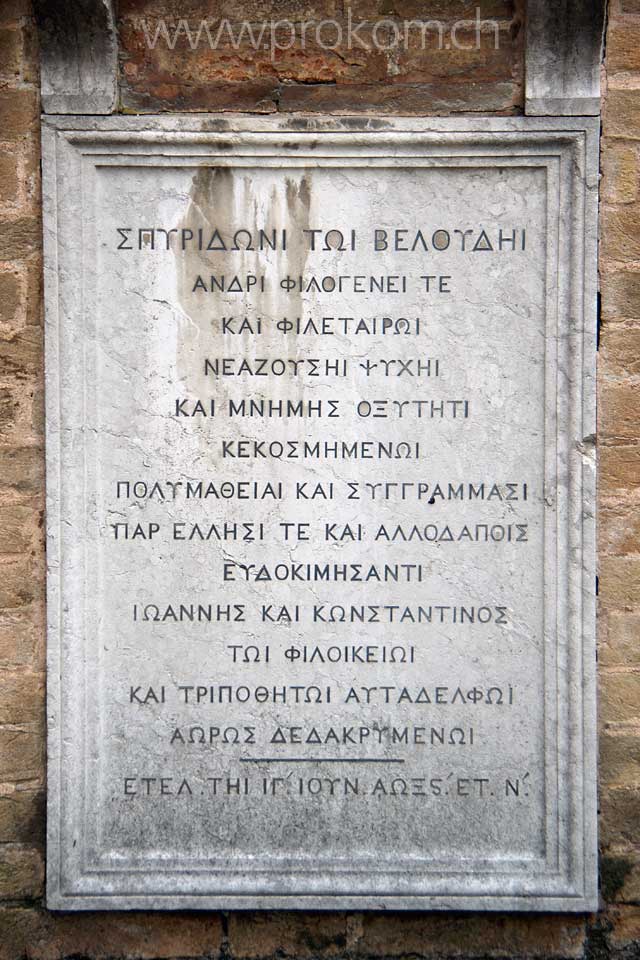 www.prokom.ch
ΣΠΥΡΙΔΩΝΙ ΤΩΙ ΒΕΛΟΥΔΗΙ
ΑΝΔΡΙ ΦΙΛΟΓΕΝΕΙ ΤΕ
ΚΑΙ ΦΙΛΕΤΑΙΡΩΙ
ΝΕΑΖΟΥΣΗΙ ΨΥΧΗΙ
ΚΑΙ ΜΝΗΜΗΣ ΟΞΥΤΗΤΙ
ΚΕΚΟΣΜΗΜΕΝΩΙ
ΠΟΛΥΜΑΘΕΙΑΙ ΚΑΙ ΣΥΓΓΡΑΜΜΑΣΙ
ΠΑΡ ΕΛΛΗΣΙ ΤΕ ΚΑΙ ΑΛΛΟΔΑΠΟΙΣ
ΕΥΔΟΚΙΜΗΣΑΝΤΙ
ΙΩΑΝΝΗΣ ΚΑΙ ΚΩΝΣΤΑΝΤΙΝΟΣ
ΤΩΙ ΦΙΛΟΙΚΕΙΩΙ
ΚΑΙ ΤΡΙΠΟΘΗΤΩΙ ΑΥΤΑΔΕΛΦΩΙ
ΑΩΡΩΣ ΔΕΔΑΚΡΥΜΕΝΩΙ
ΕΤΕΛ.ΤΗΙ ΙΓ΄. ΙΟΥΝ. ΑΩΞϚ΄. ΕΤ. Ν΄.